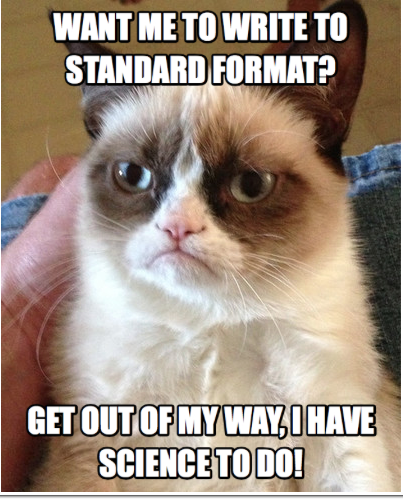 WANT ME TO WRITE TO
STANDARD FORMAT?
GET OUT OF MY WAY, I HAVE
SCIENCE TO DO!